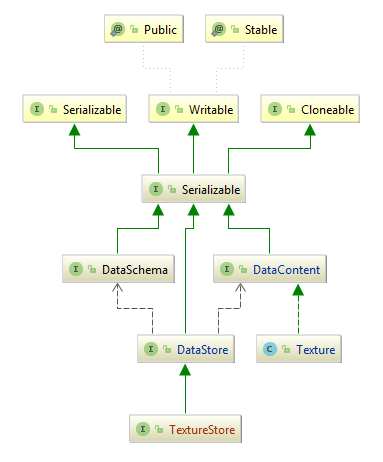 @ Public
@ Stable
I Serializable
I Writable
I Cloneable
I Serializable
I DataSchema
I DataContent
I DataStore
C Texture
I TextureStore